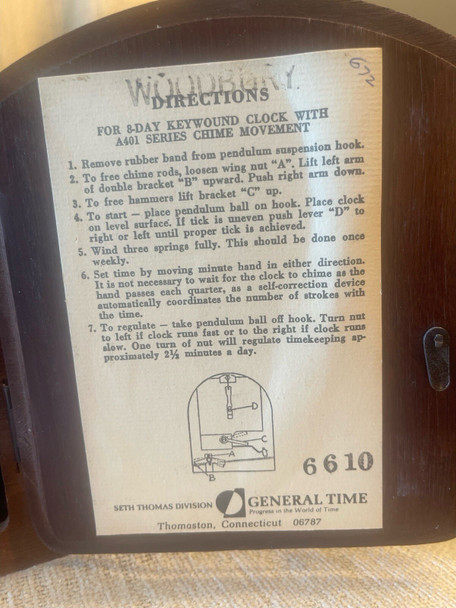 WOODBURY
632
DIRECTIONS
FOR 8-DAY KEYWOUND CLOCK WITH
A401 SERIES CHIME MOVEMENT
1. Remove rubber band from pendulum suspension hook.
2. To free chime rods, loosen wing nut "A". Lift left arm
of double bracket "B" upward. Push right arm down.
3. To free hammers lift bracket "C" up.
4. To start — place pendulum ball on hook. Place clock
on level surface. If tick is uneven push lever "D" to
right or left until proper tick is achieved.
5. Wind three springs fully. This should be done once
weekly.
6. Set time by moving minute hand in either direction.
It is not necessary to wait for the clock to chime as the
hand passes each quarter, as a self-correction device
automatically coordinates the number of strokes with
the time.
7. To regulate — take pendulum ball off hook. Turn nut
to left if clock runs fast or to the right if clock runs
slow. One turn of nut will regulate timekeeping ap-
proximately 2½ minutes a day.
D
C
A
B
6610
SETH THOMAS DIVISION GENERAL TIME
Progress in the World of Time
Thomaston, Connecticut 06787